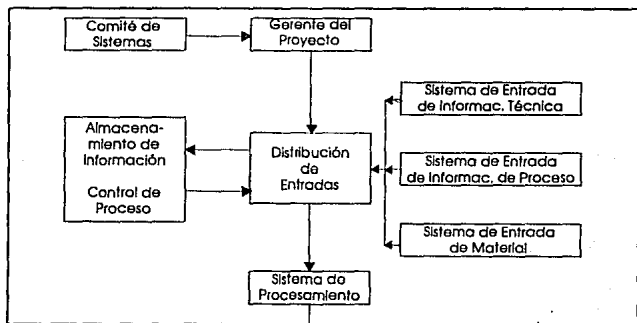 Comité de
Sistemas
Gerente del
Proyecto
Sistema de Entrada
de Informac. Técnica
Almacena-
miento de
Información
Control de
Proceso
Distribución
de
Entradas
Sistema de Entrada
de Informac. de Proceso
Sistema de Entrada
de Material
Sistema de
Procesamiento